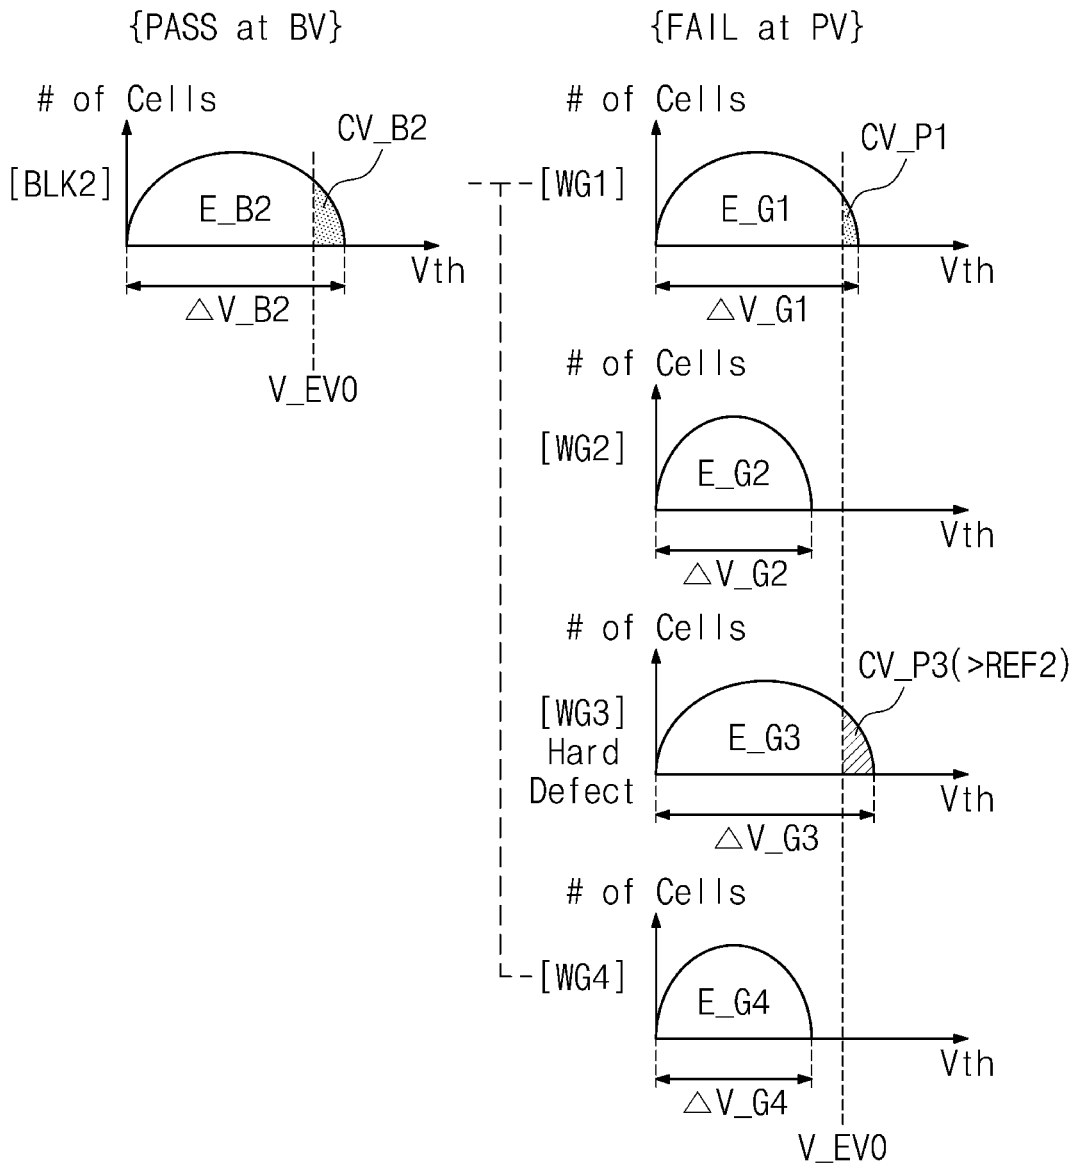 {PASS at BV}
# of Cells
CV_B2
[BLK2]
E_B2
Vth
△V_B2
V_EV0
{FAIL at PV}
# of Cells
CV_P1
[WG1]
E_G1
Vth
△V_G1
# of Cells
[WG2]
E_G2
Vth
△V_G2
# of Cells
CV_P3(>REF2)
[WG3]
Hard
Defect
E_G3
Vth
△V_G3
# of Cells
[WG4]
E_G4
Vth
△V_G4
V_EV0